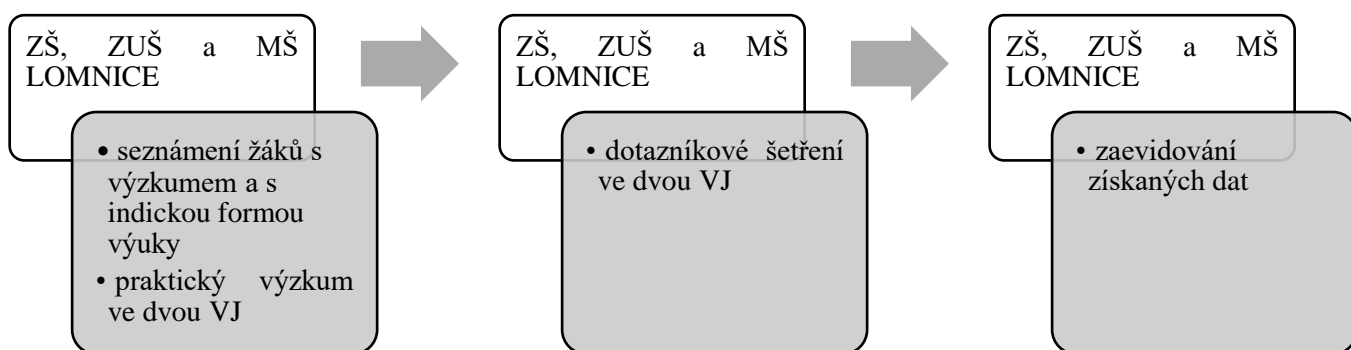 ZŠ, ZUŠ a MŠ
LOMNICE
• seznámení žáků s
výzkumem a s
indickou formou
výuky
• praktický výzkum
ve dvou VJ
ZŠ, ZUŠ a MŠ
LOMNICE
• dotazníkové šetření
ve dvou VJ
ZŠ, ZUŠ a MŠ
LOMNICE
• zaevidování
získaných dat